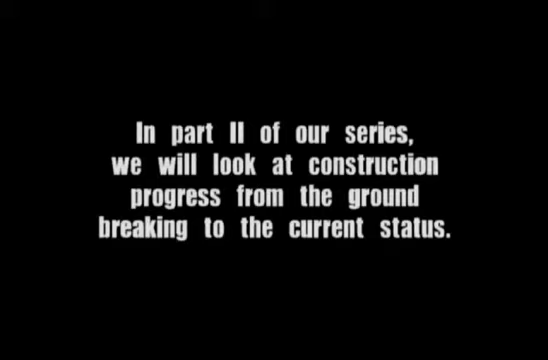 In part II of our series,
we will look at construction
progress from the ground
breaking to the current status.